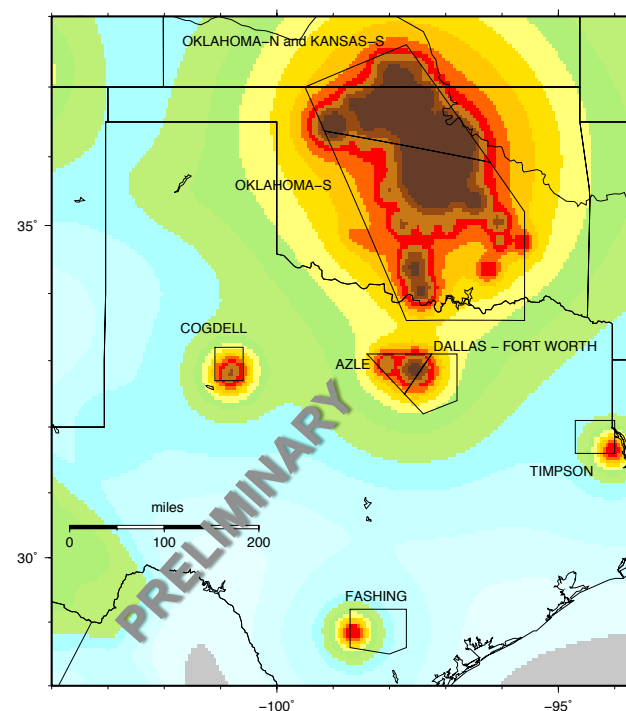 OKLAHOMA−N and KANSAS−S
OKLAHOMA−S
35°
COGDELL
DALLAS − FORT WORTH
AZLE
TIMPSON
PRELIMINARY
miles
0 100 200
30°
FASHING
−100° −95°